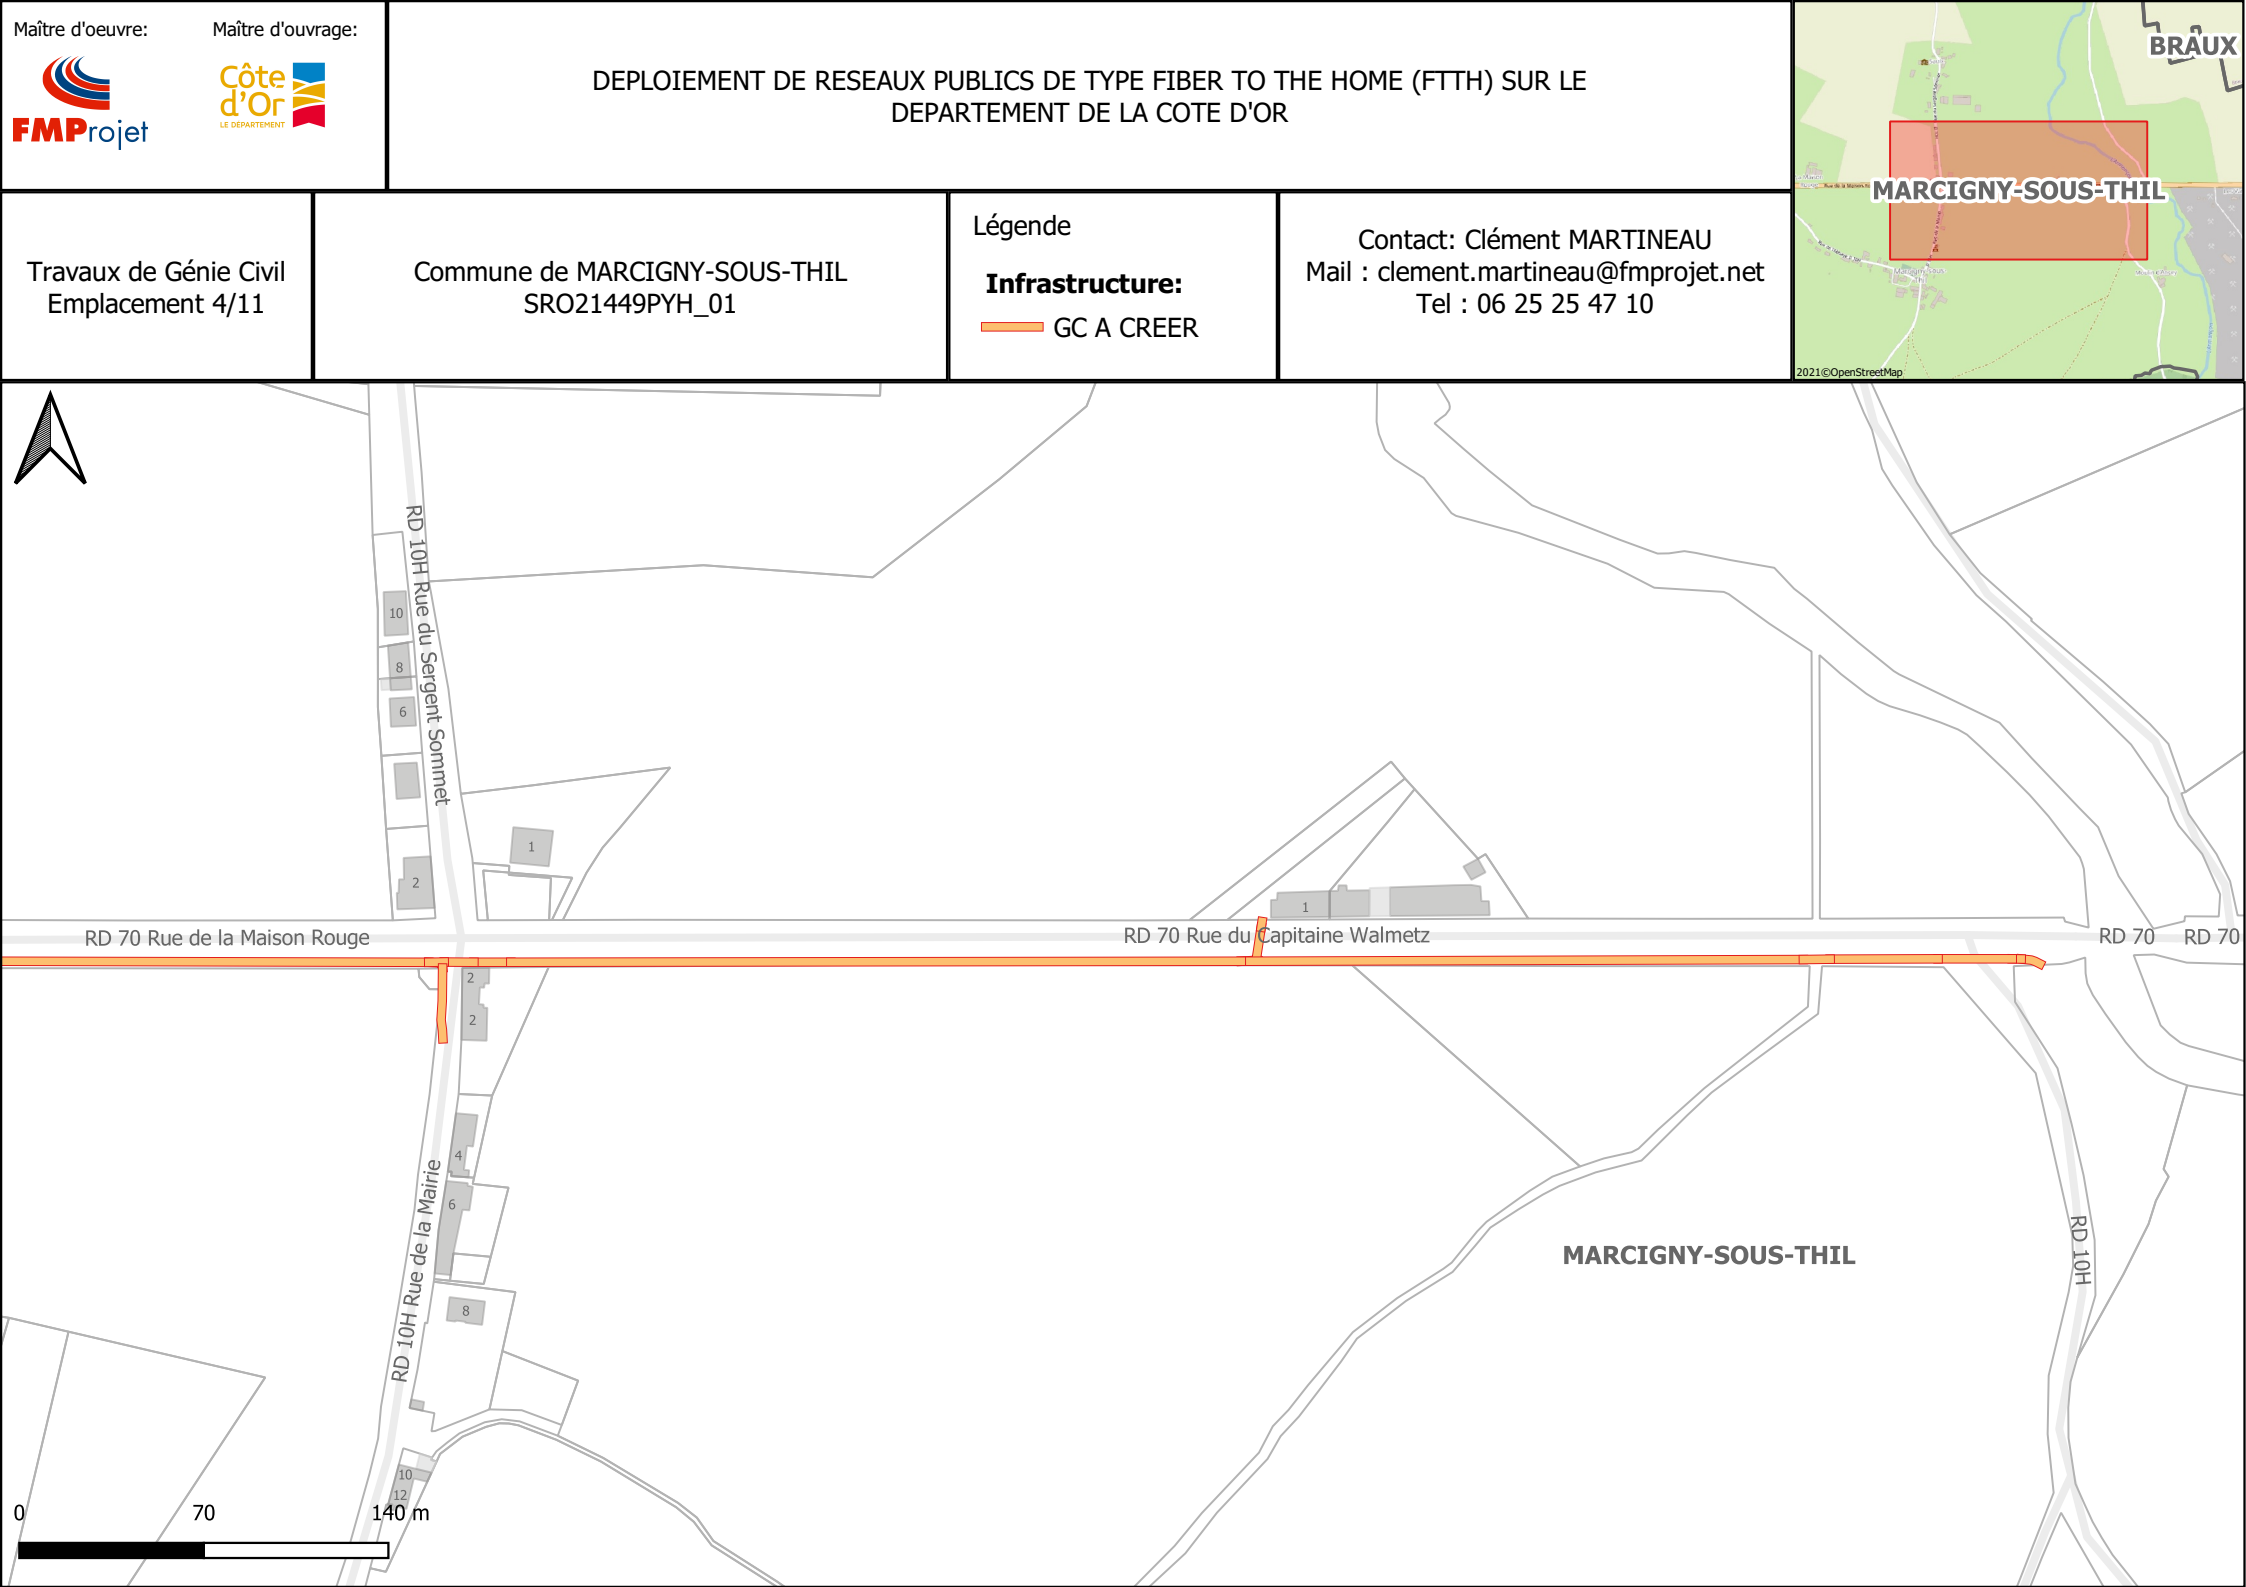 Maître d'oeuvre:
Maître d'ouvrage:
FMProjet
Côte
d'Or
LE DÉPARTEMENT
DEPLOIEMENT DE RESEAUX PUBLICS DE TYPE FIBER TO THE HOME (FTTH) SUR LE
DEPARTEMENT DE LA COTE D'OR
BRAUX
MARCIGNY-SOUS-THIL
2021©OpenStreetMap
Travaux de Génie Civil
Emplacement 4/11
Commune de MARCIGNY-SOUS-THIL
SRO21449PYH_01
Légende
Infrastructure:
GC A CREER
Contact: Clément MARTINEAU
Mail : clement.martineau@fmprojet.net
Tel : 06 25 25 47 10
RD 10H Rue du Sergent Sommet
10
8
6
1
2
1
RD 70 Rue de la Maison Rouge
RD 70 Rue du Capitaine Walmetz
RD 70
RD 70
2
2
4
6
RD 10H Rue de la Mairie
RD 10H
MARCIGNY-SOUS-THIL
8
10
12
0
70
140 m